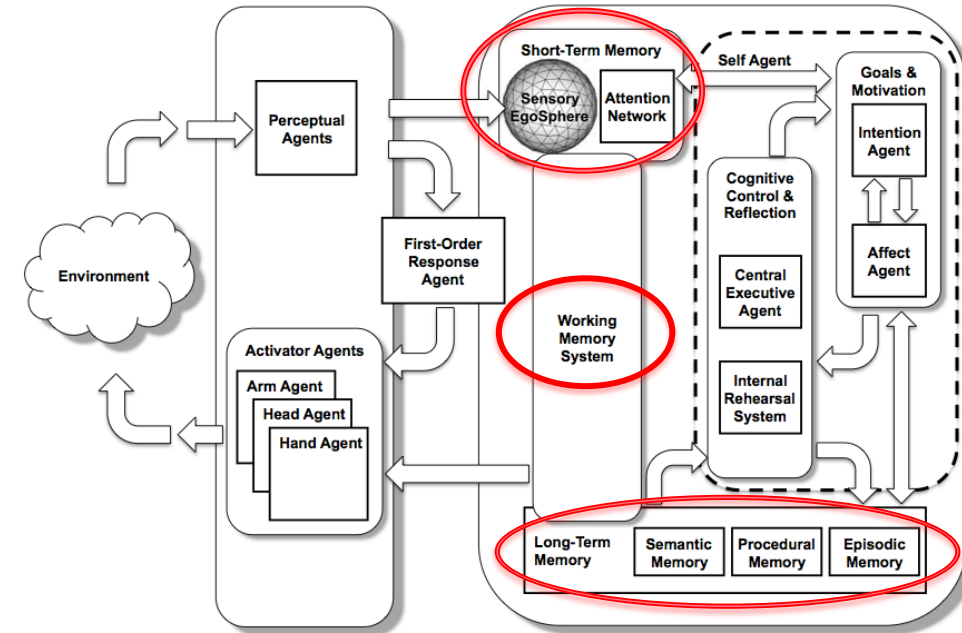 Short-Term Memory
Sensory
EgoSphere
Attention
Network
Self Agent
Goals &
Motivation
Intention
Agent
Affect
Agent
Perceptual
Agents
Cognitive
Control &
Reflection
Central
Executive
Agent
Internal
Rehearsal
System
First-Order
Response
Agent
Environment
Working
Memory
System
Activator Agents
Arm Agent
Head Agent
Hand Agent
Long-Term
Memory
Semantic
Memory
Procedural
Memory
Episodic
Memory